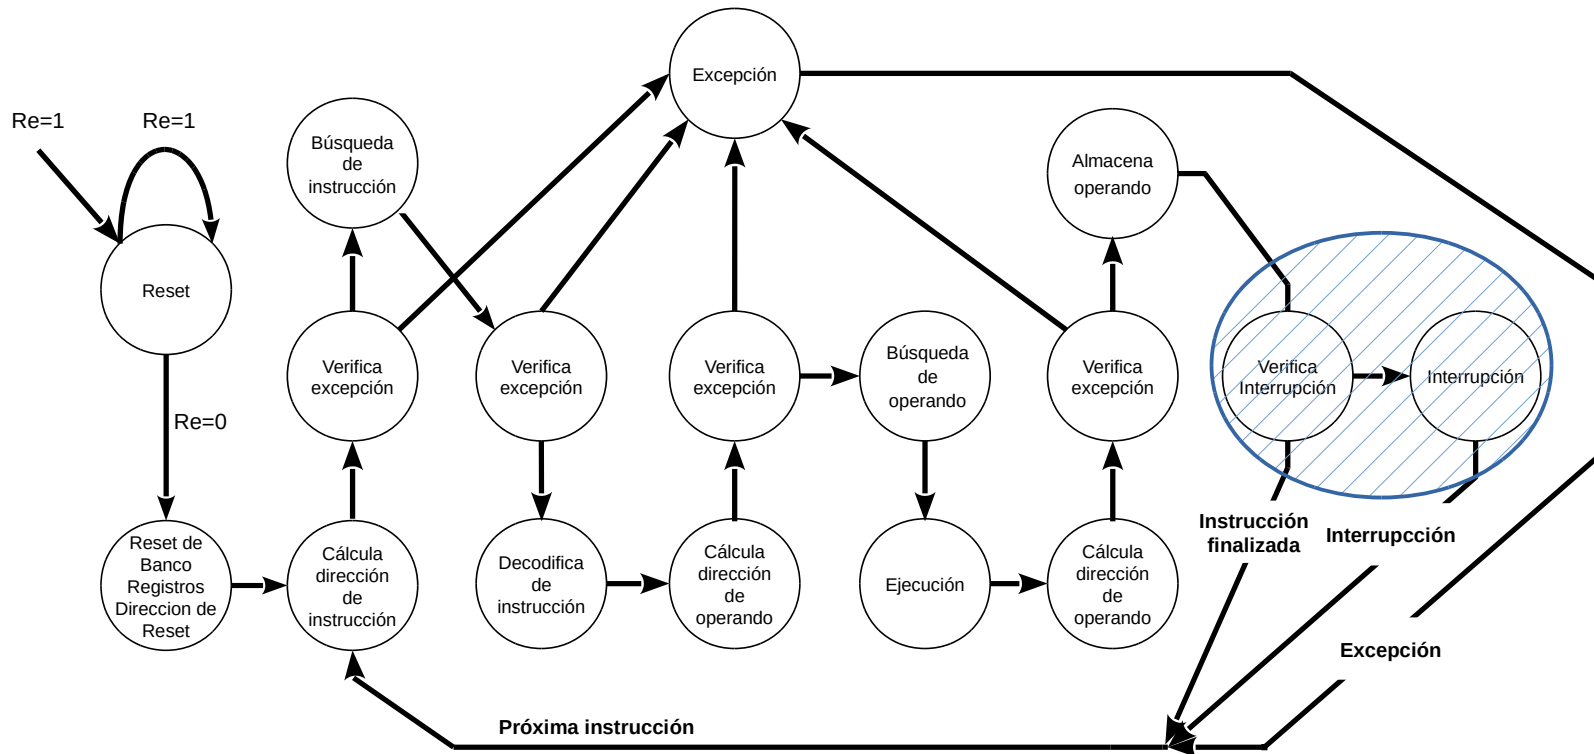 Excepción
Re=1
Re=1
Búsqueda
de
instrucción
Almacena
operando
Reset
Verifica
excepción
Verifica
excepción
Verifica
excepción
Búsqueda
de
operando
Verifica
excepción
Verifica
Interrupción
Interrupción
Re=0
Reset de
Banco
Registros
Direccion de
Reset
Cálcula
dirección
de
instrucción
Decodifica
de
instrucción
Cálcula
dirección
de
operando
Ejecución
Cálcula
dirección
de
operando
Instrucción
finalizada
Interrupcción
Excepción
Próxima instrucción